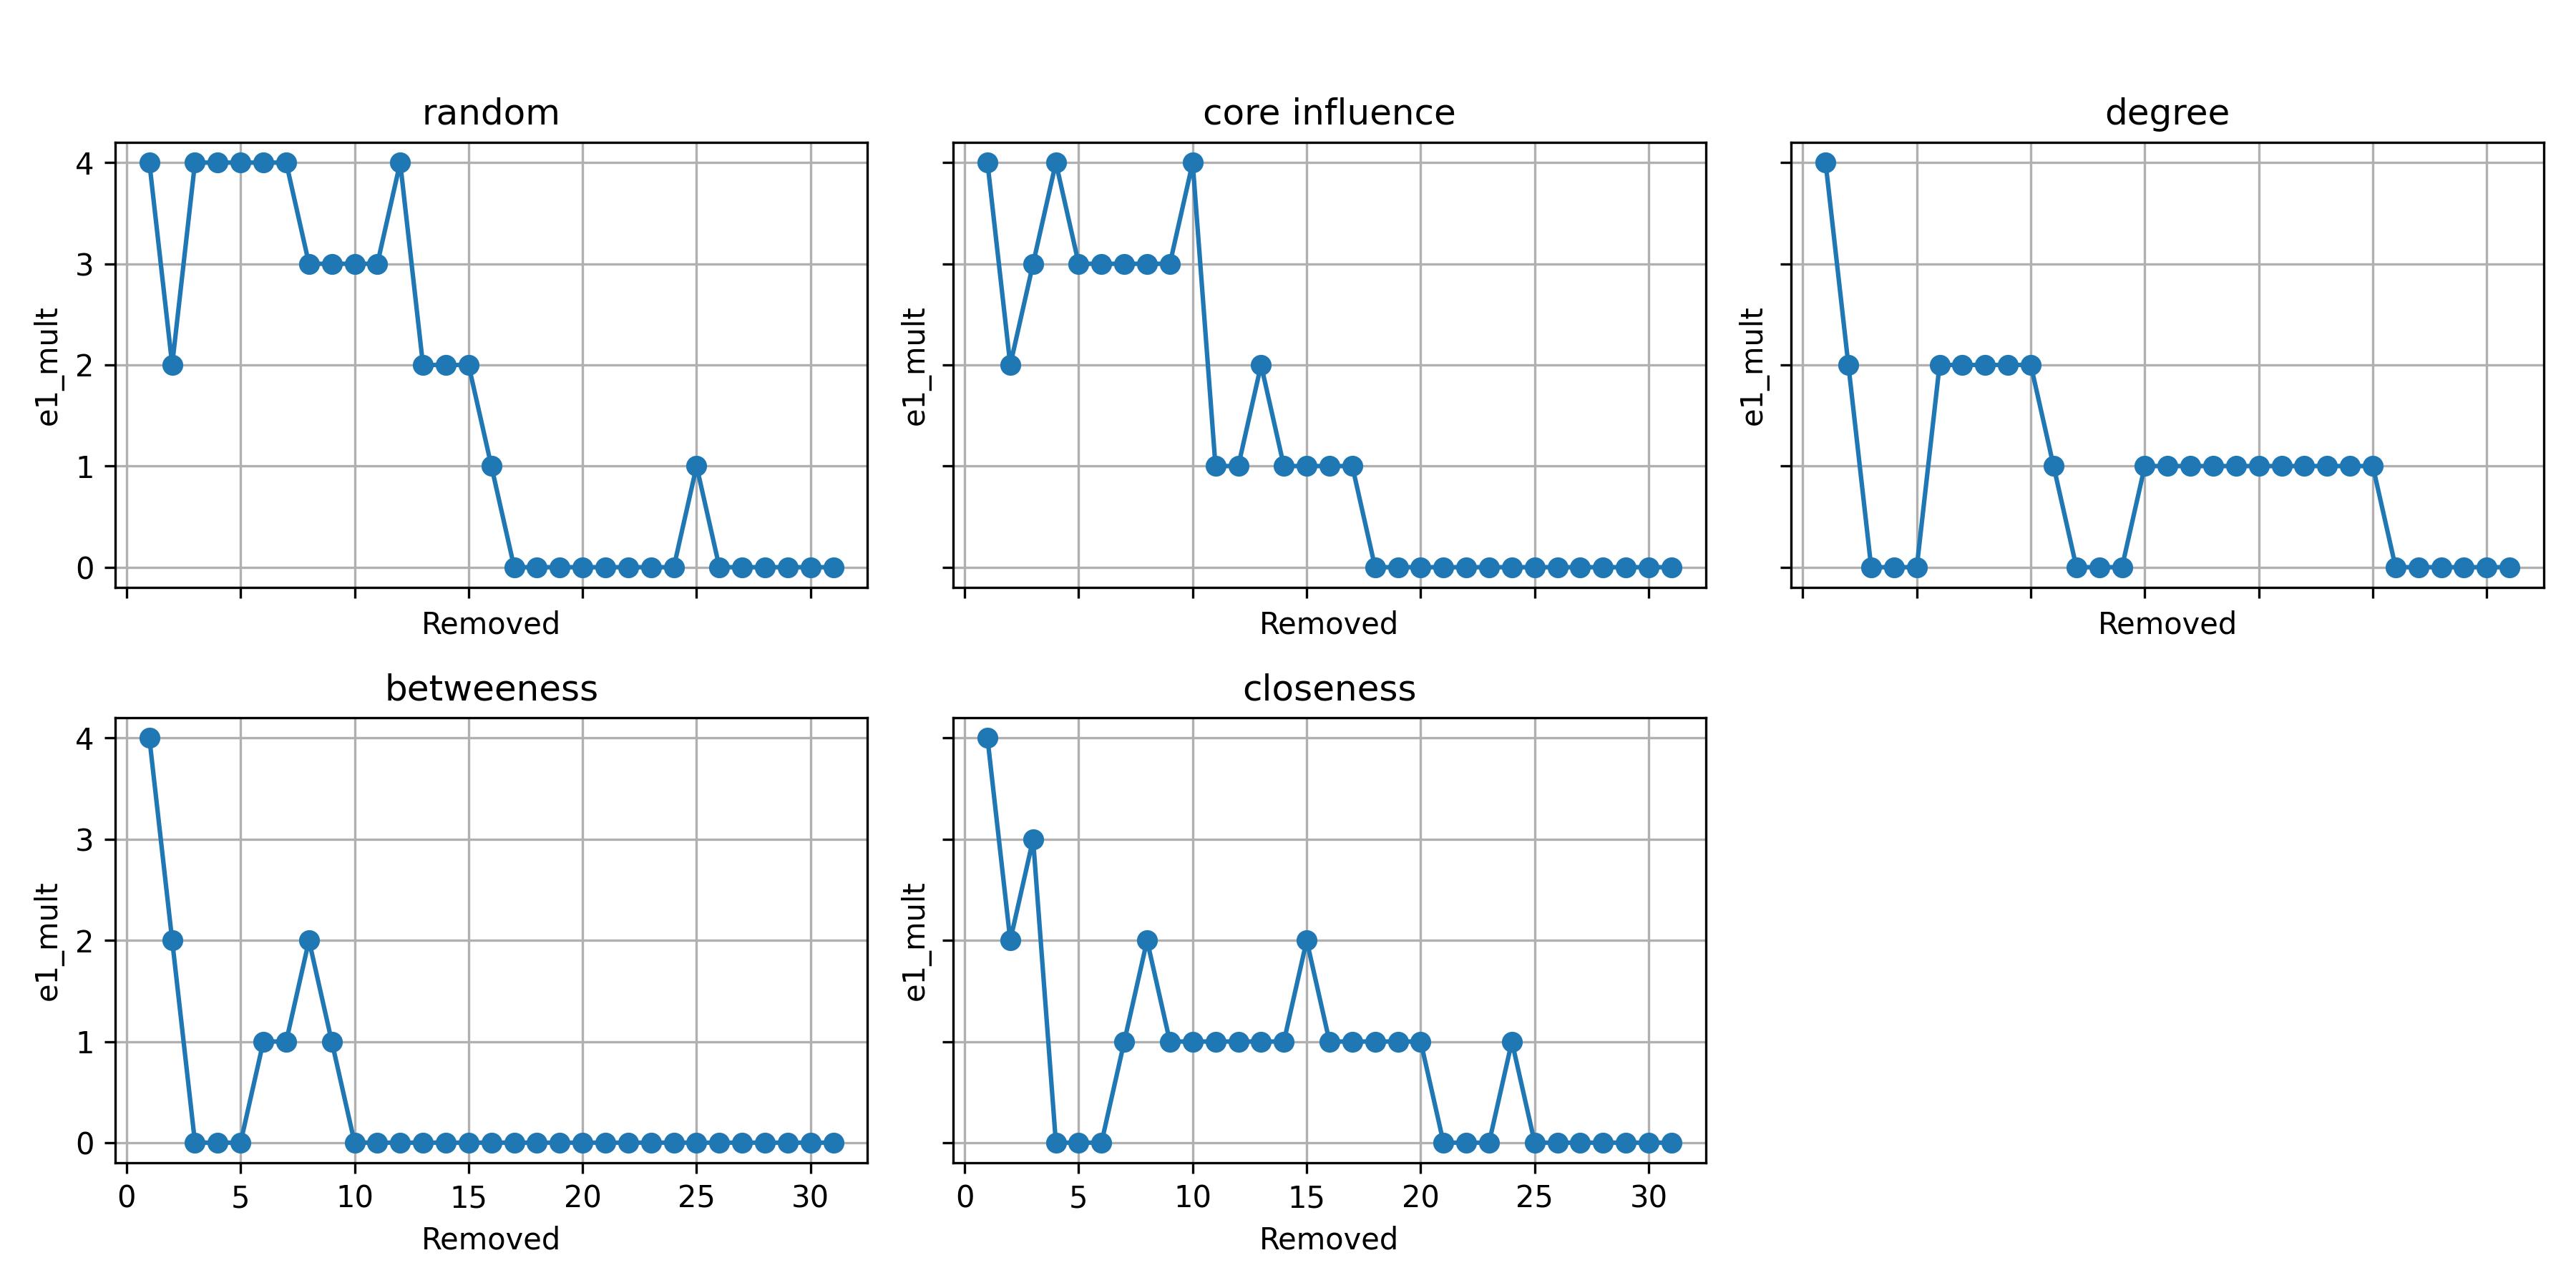 random
core influence
degree
4
3
2
1
0
e1_mult
e1_mult
e1_mult
Removed
Removed
Removed
betweeness
closeness
4
3
2
1
0
e1_mult
e1_mult
0 5 10 15 20 25 30
0 5 10 15 20 25 30
Removed
Removed